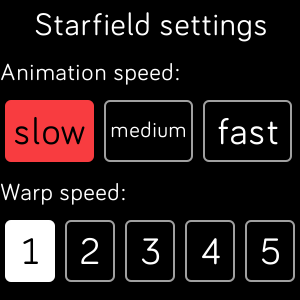 Starfield settings
Animation speed:
slow medium fast
Warp speed:
1 2 3 4 5